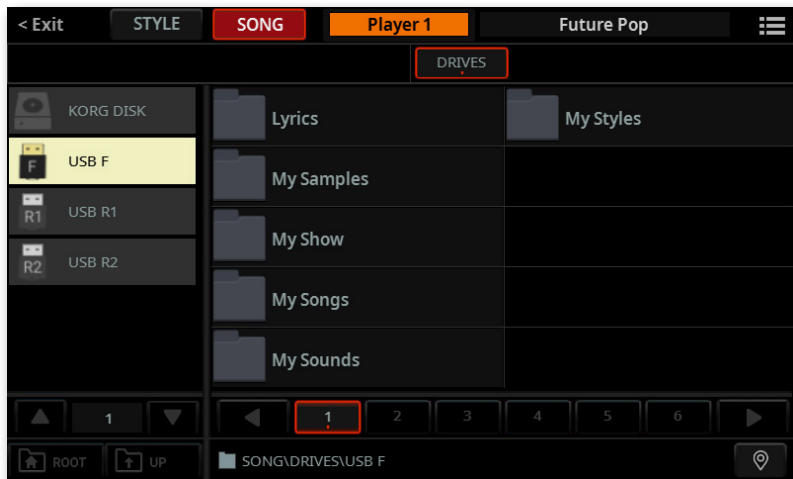 < Exit STYLE SONG Player 1 Future Pop
DRIVES
KORG DISK
F USB F
R1 USB R1
R2 USB R2
Lyrics My Styles
My Samples
My Show
My Songs
My Sounds
1 1 2 3 4 5 6
ROOT UP SONG\DRIVES\USB F